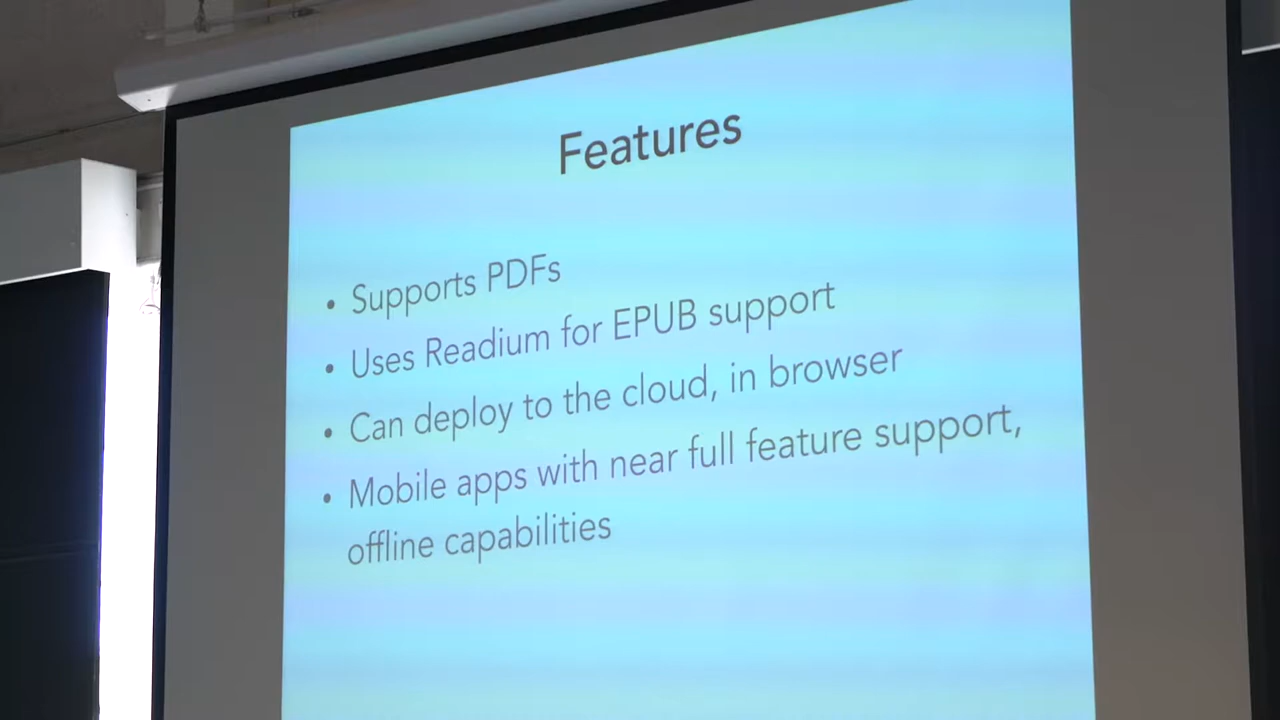 Features
• Supports PDFs
• Uses Readium for EPUB support
• Can deploy to the cloud, in browser
• Mobile apps with near full feature support,
offline capabilities